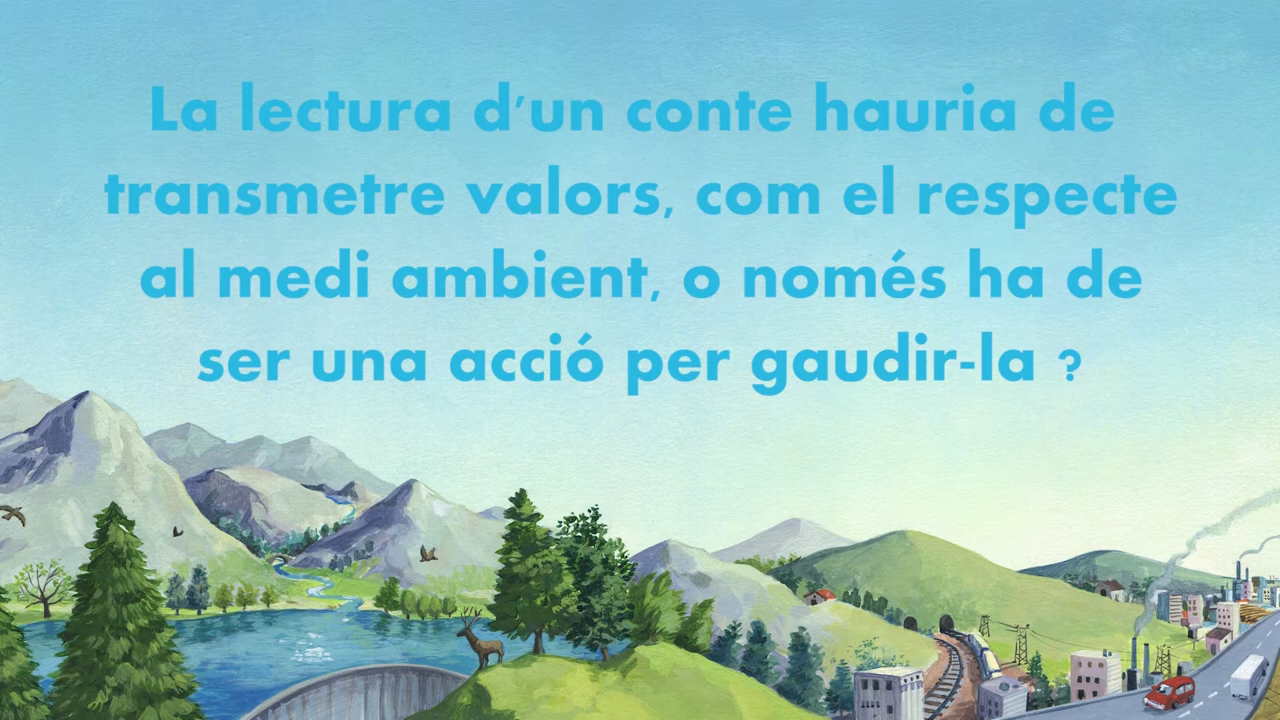 La lectura d'un conte hauria de
transmetre valors, com el respecte
al medi ambient, o només ha de
ser una acció per gaudir-la ?